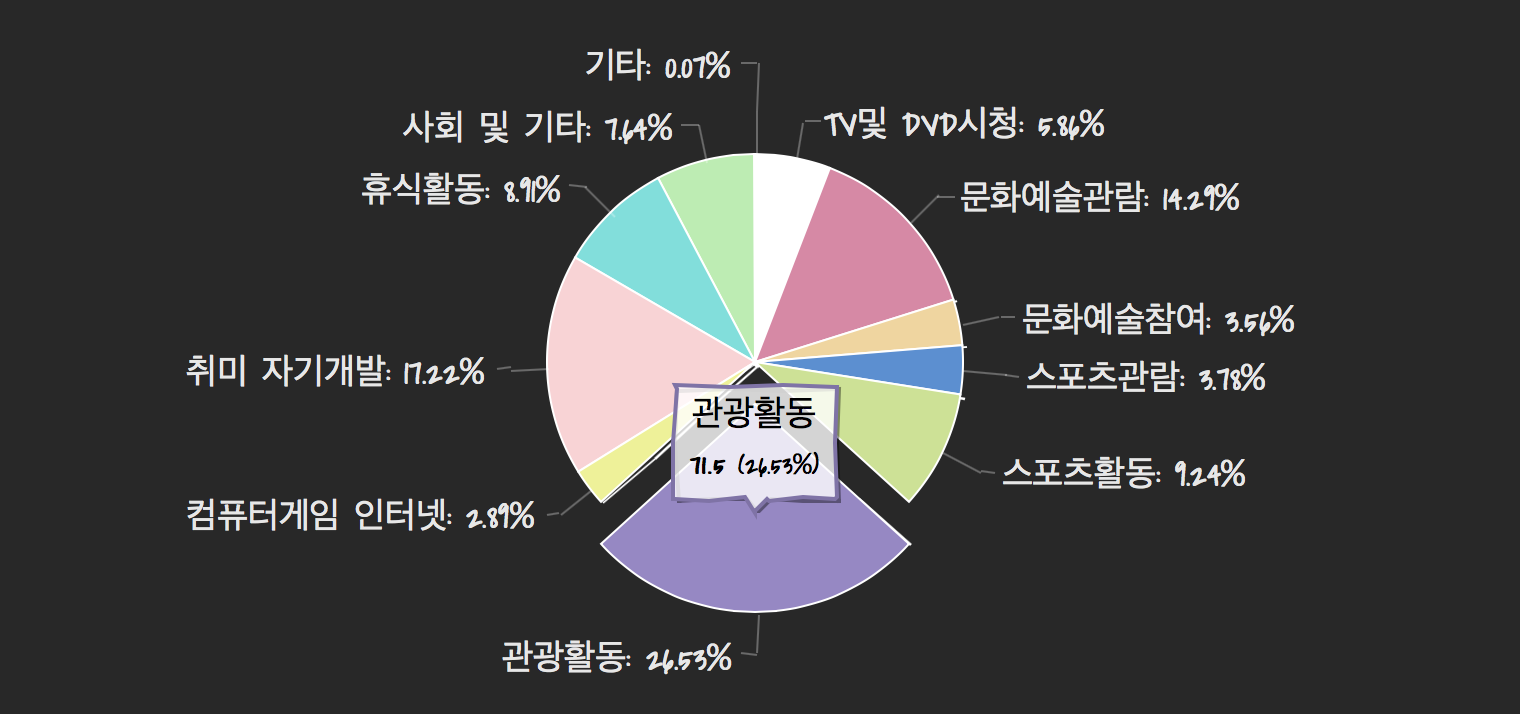 기타: 0.07%
TV및 DVD시청: 5.86%
사회 및 기타: 7.64%
휴식활동: 8.91%
문화예술관람: 14.29%
문화예술참여: 3.56%
취미 자기개발: 17.22%
스포츠관람: 3.78%
관광활동
71.5 (26.53%)
스포츠활동: 9.24%
컴퓨터게임 인터넷: 2.89%
관광활동: 26.53%